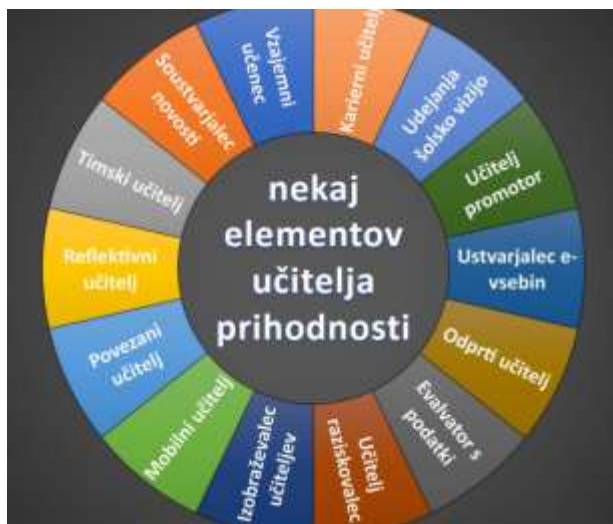 nekaj
elementov
učitelja
prihodnosti
Karierni učitelj
Udejanja
šolsko vizijo
Učitelj
promotor
Ustvarjalec e-
vsebin
Odprti učitelj
Evalvator s
podatki
Učitelj
raziskovalec
Izobraževalec
učiteljev
Mobilni učitelj
Povezani
učitelj
Reflektivni
učitelj
Timski učitelj
Soustvarjalec
novosti
Vzajemni
učenec